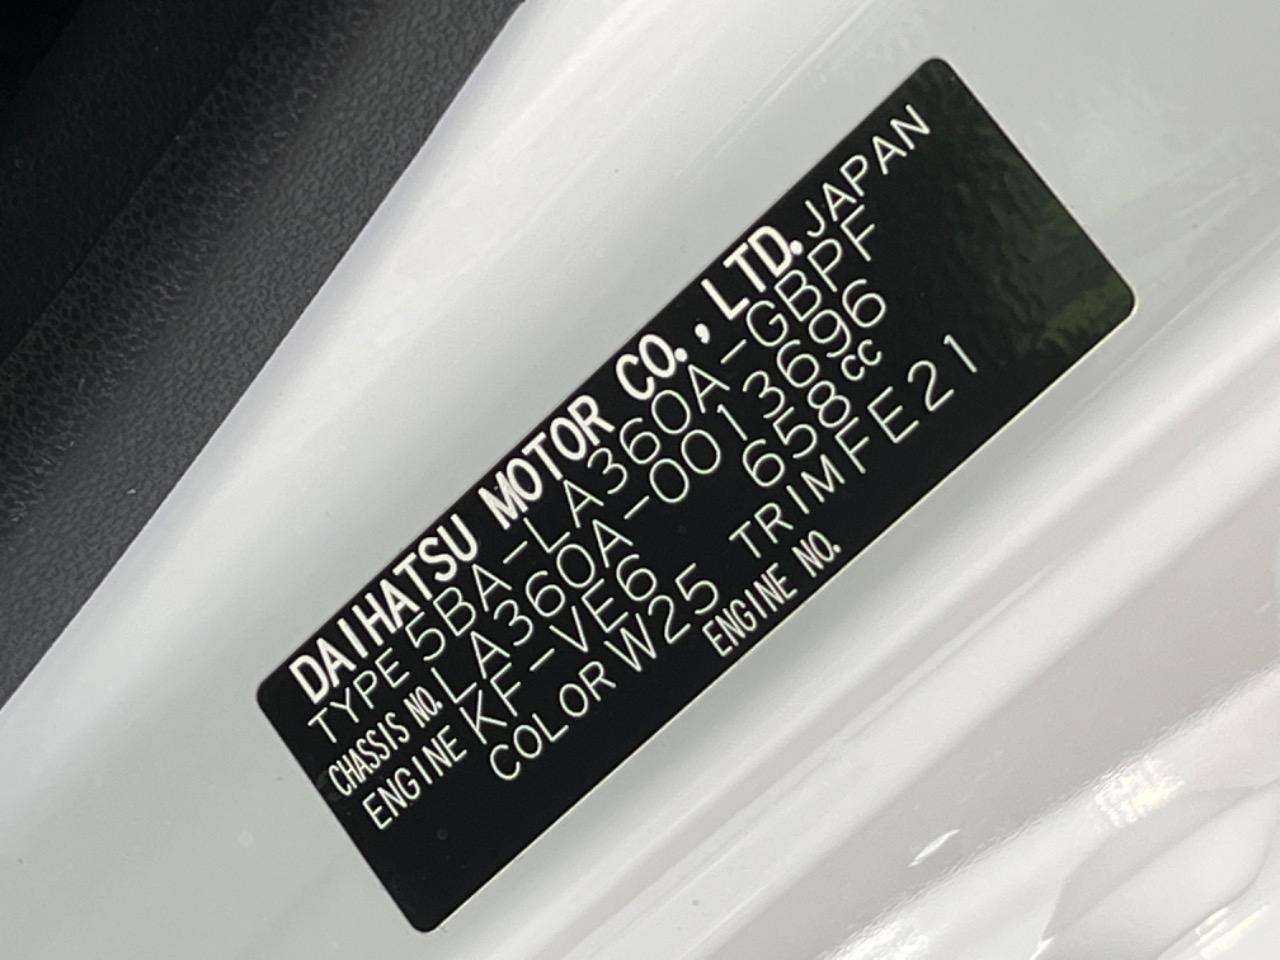 DAIHATSU MOTOR CO., LTD. JAPAN
TYPE 5BA-LA360A-GBPF
CHASSIS NO. LA360A-0013696
ENGINE KF-VE6 658cc
COLOR W25 TRIM FE21
ENGINE NO.